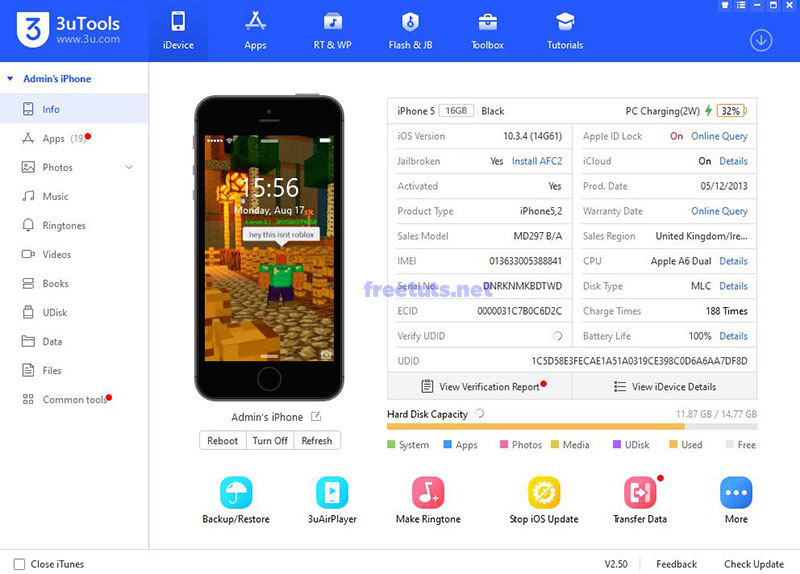 3 3uTools
www.3u.com
iDevice
Apps
RT & WP
Flash & JB
Toolbox
Tutorials
Admin's iPhone
Info
Apps (19)
Photos
Music
Ringtones
Videos
Books
UDisk
Data
Files
Common tools
15:56
Monday, Aug 17
hey this isnt roblox
Admin's iPhone
Reboot Turn Off Refresh
iPhone 5 16GB Black PC Charging(2W) 32%
iOS Version 10.3.4 (14G61) Apple ID Lock On Online Query
Jailbroken Yes Install AFC2 iCloud On Details
Activated Yes Prod. Date 05/12/2013
Product Type iPhone5,2 Warranty Date Online Query
Sales Model MD297 B/A Sales Region United Kingdom/Ire...
IMEI 013633005388841 CPU Apple A6 Dual Details
Serial No. DNRKNMKBDTWD Disk Type MLC Details
freetuts.net
ECID 0000031C7B0C6D2C Charge Times 188 Times
Verify UDID Battery Life 100% Details
UDID 1C5D58E3FECAE1A51A0319CE398C0D6A6AA7DF8D
View Verification Report View iDevice Details
Hard Disk Capacity 11.87 GB / 14.77 GB
System Apps Photos Media UDisk Used Free
Backup/Restore 3uAirPlayer Make Ringtone Stop iOS Update Transfer Data More
Close iTunes V2.50 Feedback Check Update